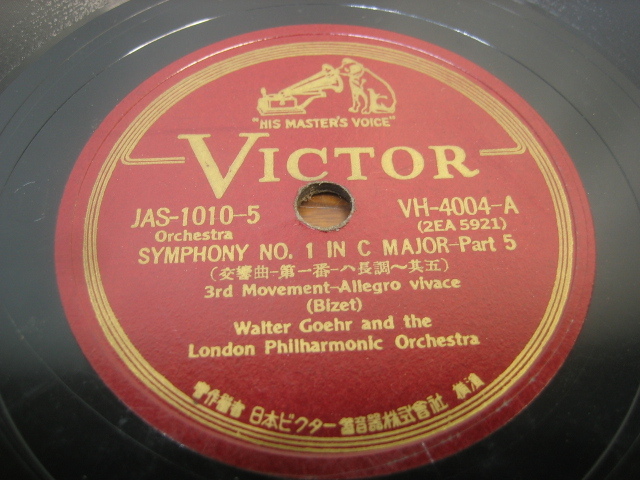 "HIS MASTER'S VOICE"
VICTOR
JAS-1010-5
Orchestra
VH-4004-A
(2EA 5921)
SYMPHONY NO. 1 IN C MAJOR-Part 5
(交響曲-第一番-ハ長調〜其五)
3rd Movement-Allegro vivace
(Bizet)
Walter Goehr and the
London Philharmonic Orchestra
日本ビクター蓄音器株式会社